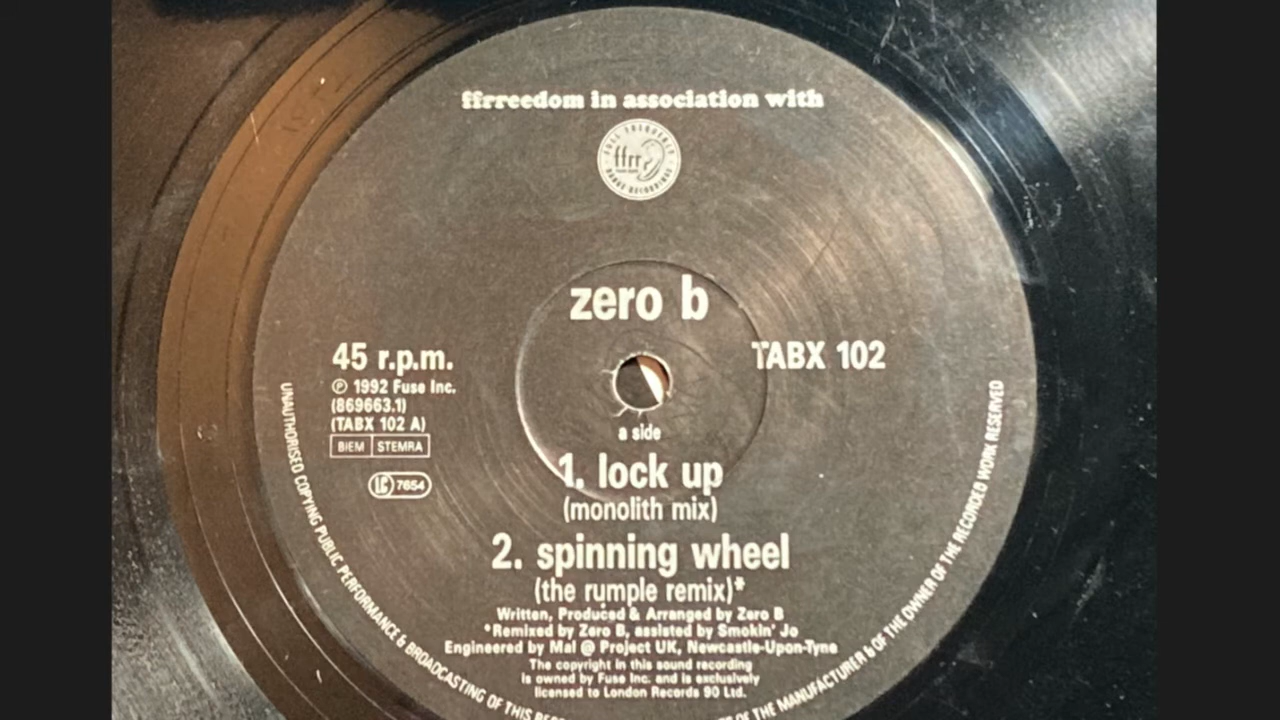 ffrreedom in association with
FULL FREQUENCY
ffrr
DANCE RECORDINGS
zero b
45 r.p.m.
TABX 102
℗ 1992 Fuse Inc.
(869663.1)
(TABX 102 A)
BIEM STEMRA
LC 7654
a side
1. lock up
(monolith mix)
2. spinning wheel
(the rumple remix)*
Written, Produced & Arranged by Zero B
*Remixed by Zero B, assisted by Smokin' Jo
Engineered by Mal @ Project UK, Newcastle-Upon-Tyne
The copyright in this sound recording
is owned by Fuse Inc. and is exclusively
licensed to London Records 90 Ltd.
UNAUTHORISED COPYING PUBLIC PERFORMANCE & BROADCASTING OF THIS
OF THE MANUFACTURER & OF THE OWNER OF THE RECORDED WORK RESERVED